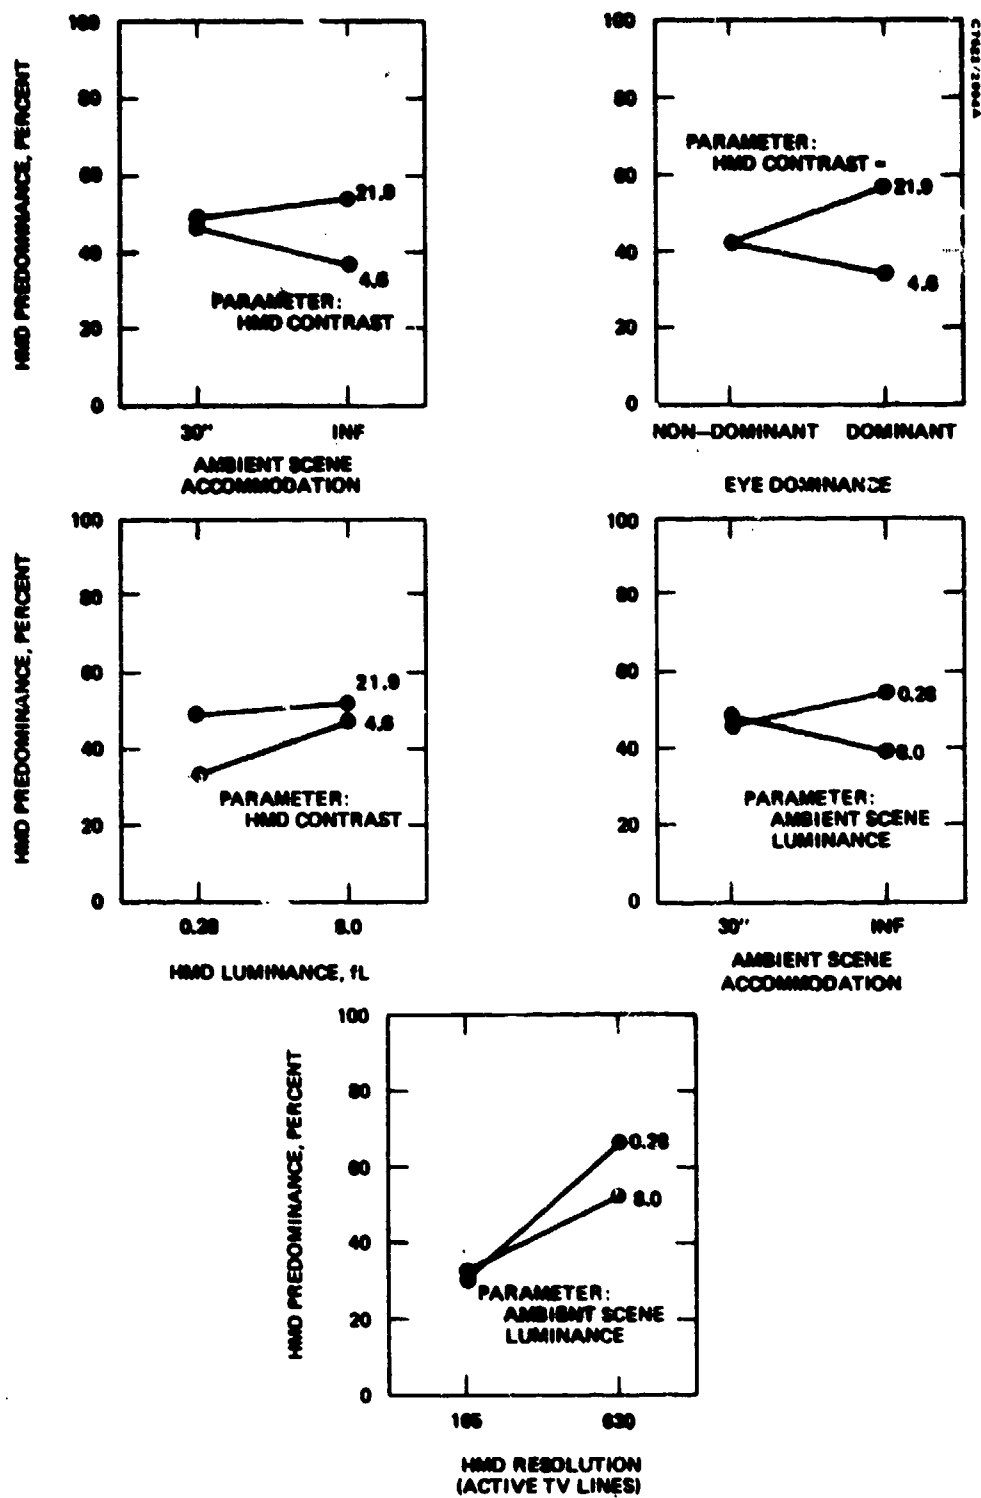 100
80
60
40
20
0
HMD PREDOMINANCE, PERCENT
21.9
4.6
PARAMETER:
HMD CONTRAST
30"
INF
AMBIENT SCENE
ACCOMMODATION
100
80
60
40
20
0
PARAMETER:
HMD CONTRAST =
21.9
4.6
NON-DOMINANT
DOMINANT
EYE DOMINANCE
100
80
60
40
20
0
HMD PREDOMINANCE, PERCENT
21.9
4.6
PARAMETER:
HMD CONTRAST
0.28
8.0
HMD LUMINANCE, fL
100
80
60
40
20
0
0.28
8.0
PARAMETER:
AMBIENT SCENE
LUMINANCE
30"
INF
AMBIENT SCENE
ACCOMMODATION
100
80
60
40
20
0
HMD PREDOMINANCE, PERCENT
0.28
8.0
PARAMETER:
AMBIENT SCENE
LUMINANCE
630
HMD RESOLUTION
(ACTIVE TV LINES)